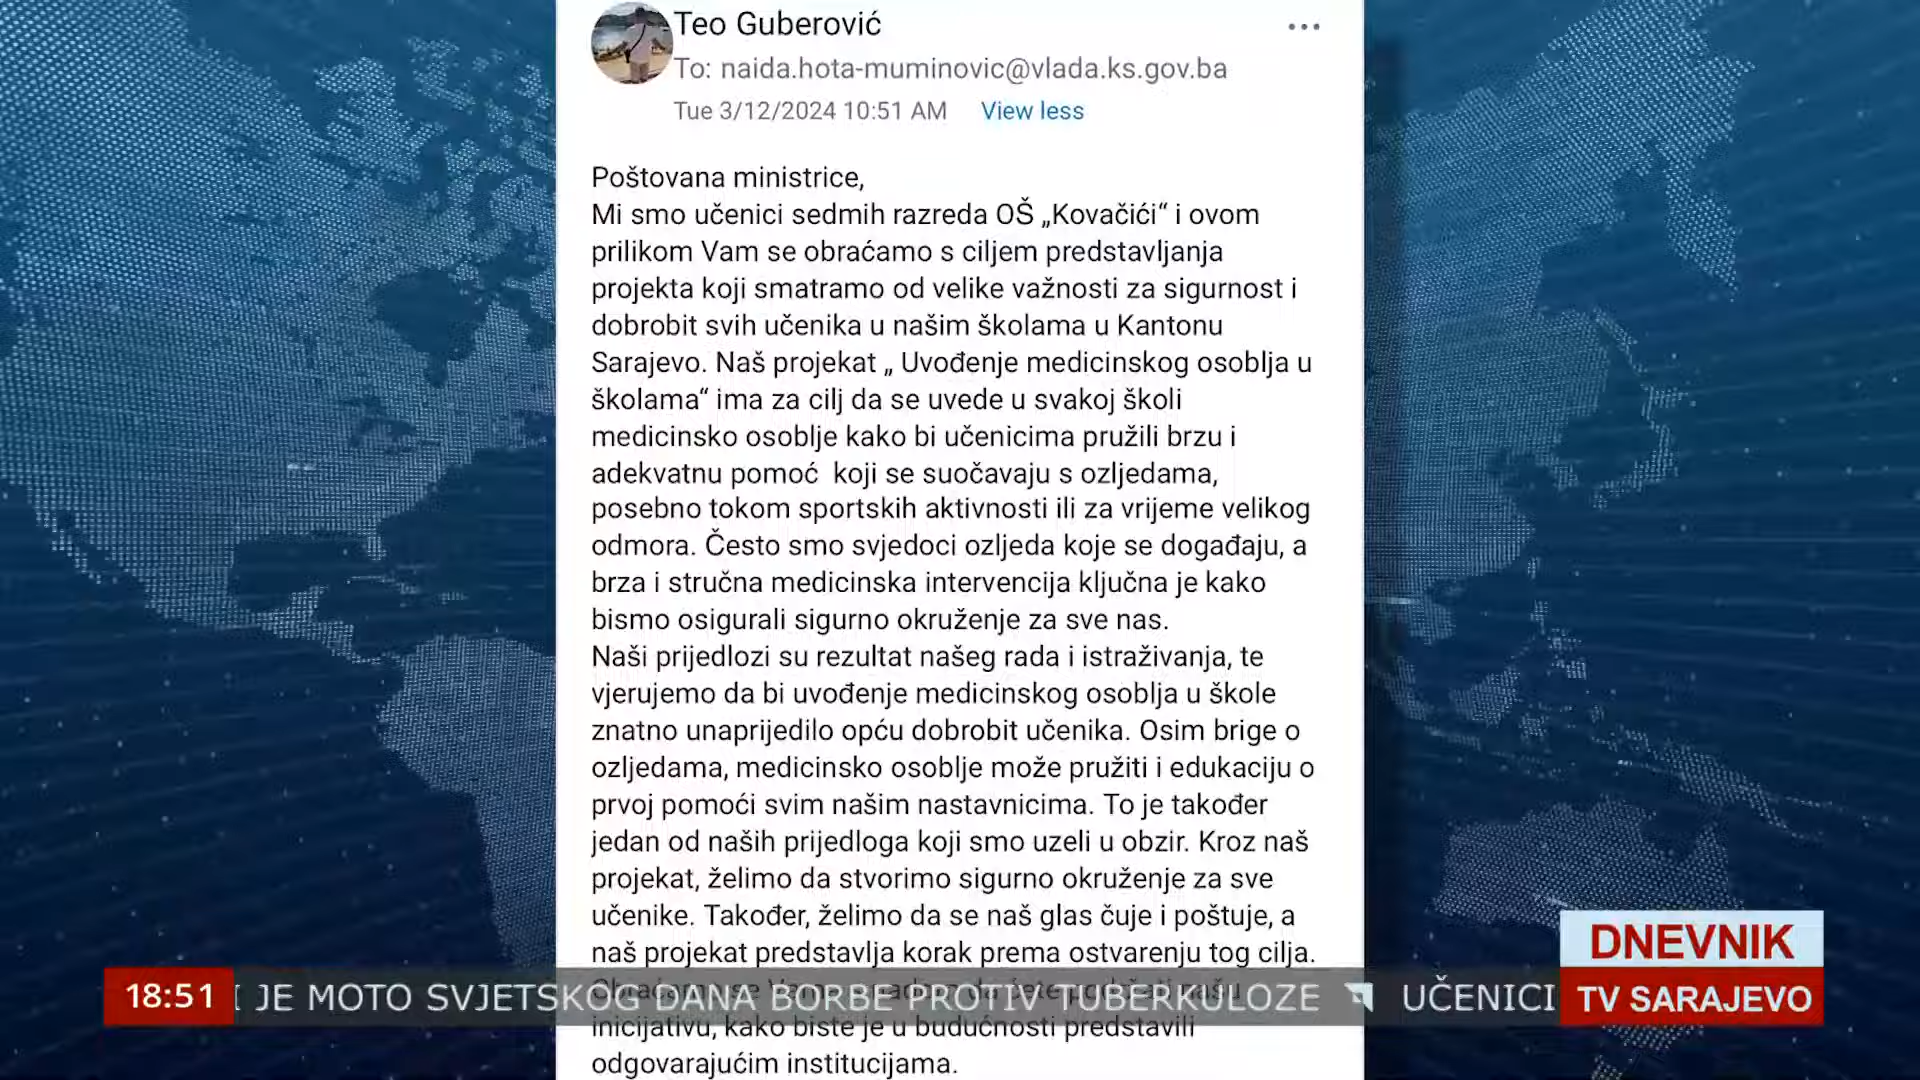 Teo Guberović
To: naida.hota-muminovic@vlada.ks.gov.ba
Tue 3/12/2024 10:51 AM View less
Poštovana ministrice,
Mi smo učenici sedmih razreda OŠ „Kovačići“ i ovom
prilikom Vam se obraćamo s ciljem predstavljanja
projekta koji smatramo od velike važnosti za sigurnost i
dobrobit svih učenika u našim školama u Kantonu
Sarajevo. Naš projekat „ Uvođenje medicinskog osoblja u
školama“ ima za cilj da se uvede u svakoj školi
medicinsko osoblje kako bi učenicima pružili brzu i
adekvatnu pomoć  koji se suočavaju s ozljedama,
posebno tokom sportskih aktivnosti ili za vrijeme velikog
odmora. Često smo svjedoci ozljeda koje se događaju, a
brza i stručna medicinska intervencija ključna je kako
bismo osigurali sigurno okruženje za sve nas.
Naši prijedlozi su rezultat našeg rada i istraživanja, te
vjerujemo da bi uvođenje medicinskog osoblja u škole
znatno unaprijedilo opću dobrobit učenika. Osim brige o
ozljedama, medicinsko osoblje može pružiti i edukaciju o
prvoj pomoći svim našim nastavnicima. To je također
jedan od naših prijedloga koji smo uzeli u obzir. Kroz naš
projekat, želimo da stvorimo sigurno okruženje za sve
učenike. Također, želimo da se naš glas čuje i poštuje, a
naš projekat predstavlja korak prema ostvarenju tog cilja.
inicijativu, kako biste je u budućnosti predstavili
odgovarajućim institucijama.
18:51 I JE MOTO SVJETSKOG DANA BORBE PROTIV TUBERKULOZE UČENICI
DNEVNIK
TV SARAJEVO